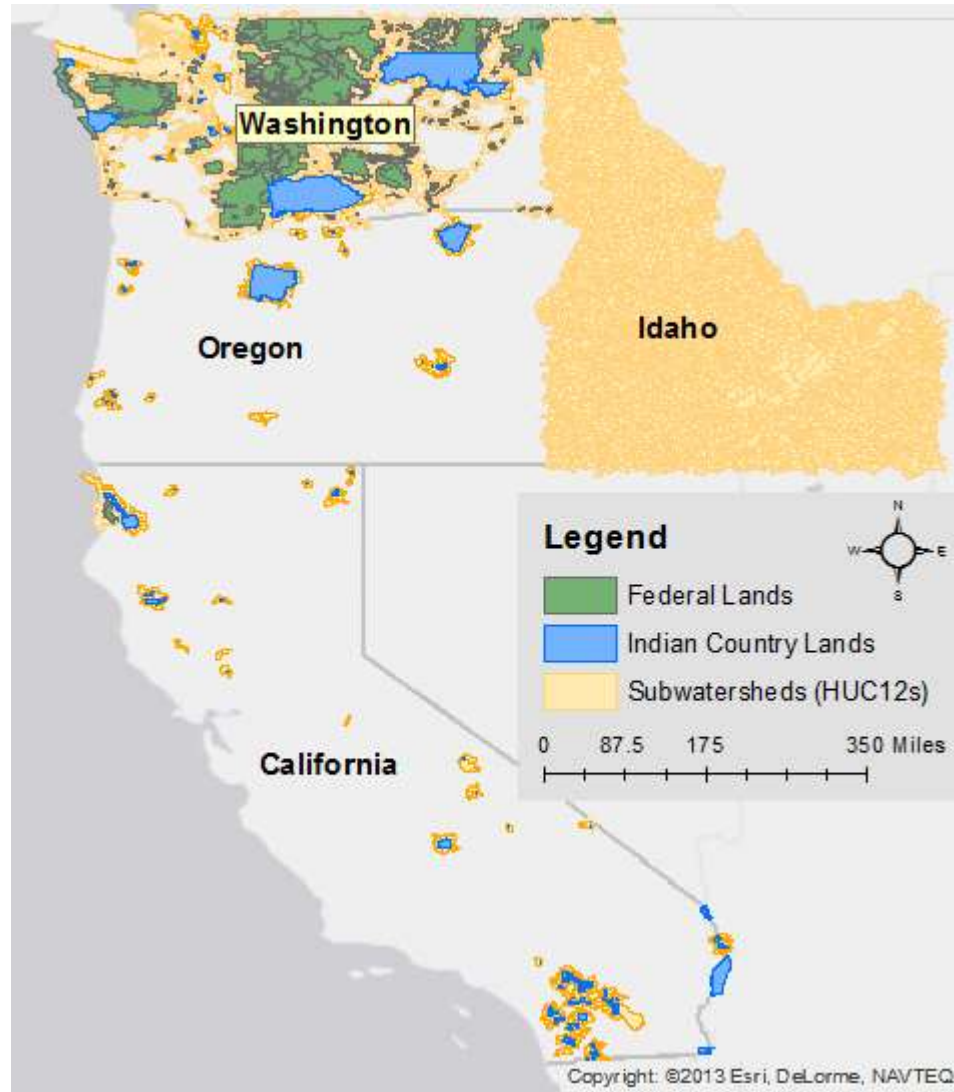 Washington
Oregon
Idaho
California
Legend
N
W E
S
Federal Lands
Indian Country Lands
Subwatersheds (HUC12s)
0 87.5 175 350 Miles
Copyright: ©2013 Esri, DeLorme, NAVTEQ